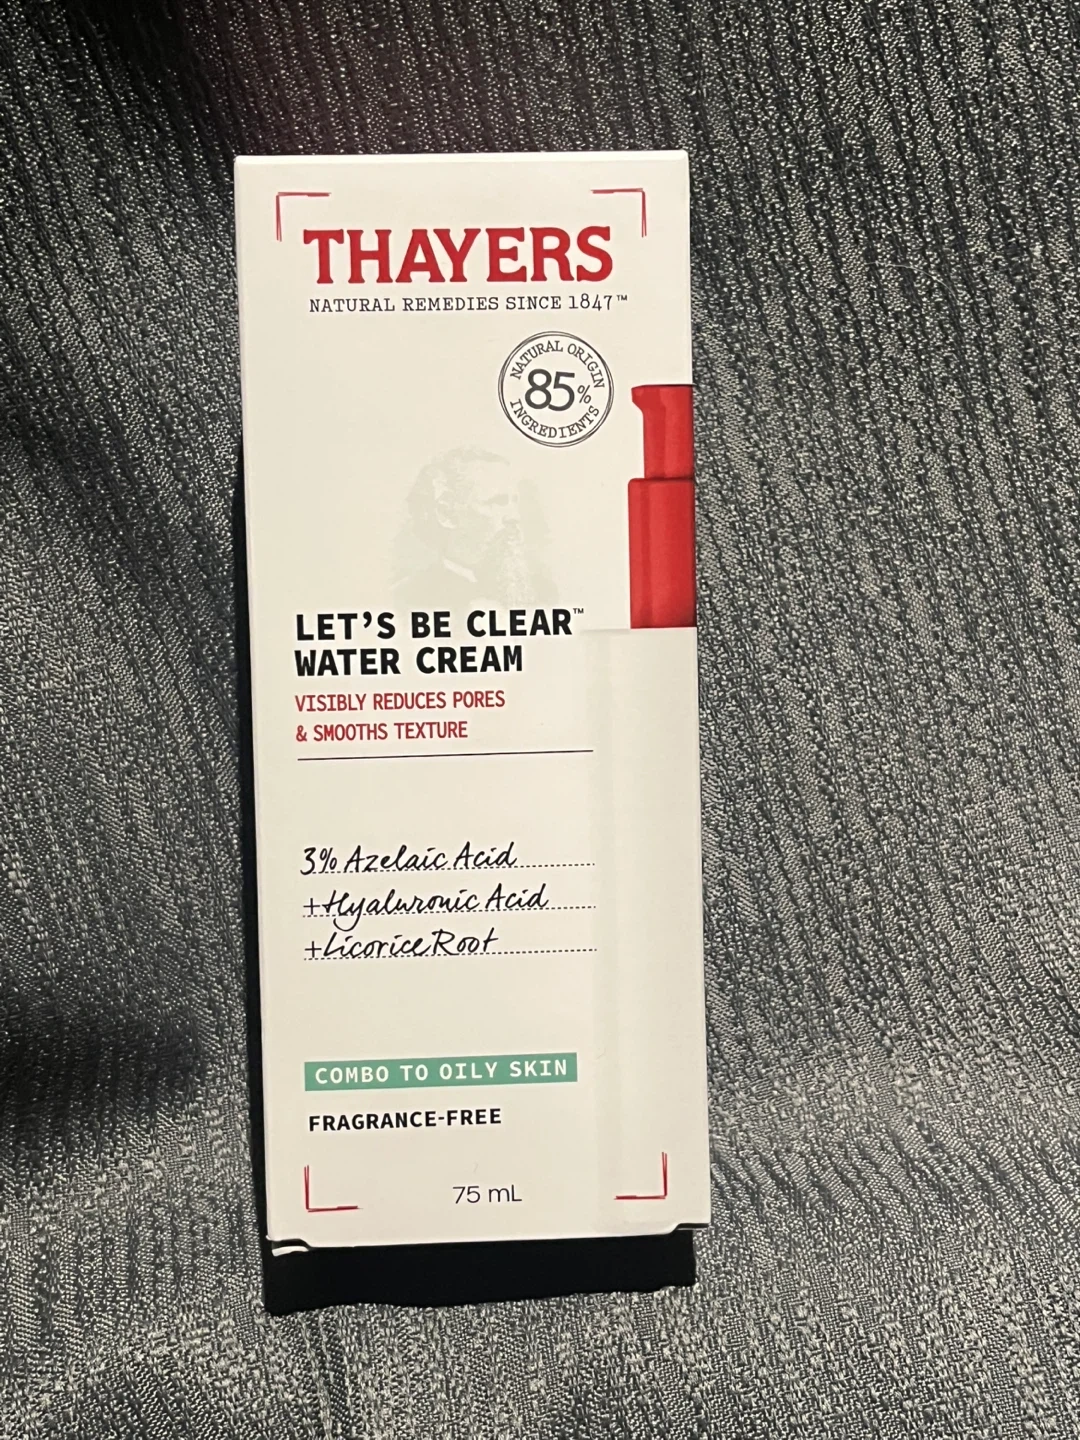 THAYERS
NATURAL REMEDIES SINCE 1847™
NATURAL ORIGIN
85%
INGREDIENTS
LET'S BE CLEAR™
WATER CREAM
VISIBLY REDUCES PORES
& SMOOTHS TEXTURE
3% Azelaic Acid
+Hyaluronic Acid
+Licorice Root
COMBO TO OILY SKIN
FRAGRANCE-FREE
75 mL